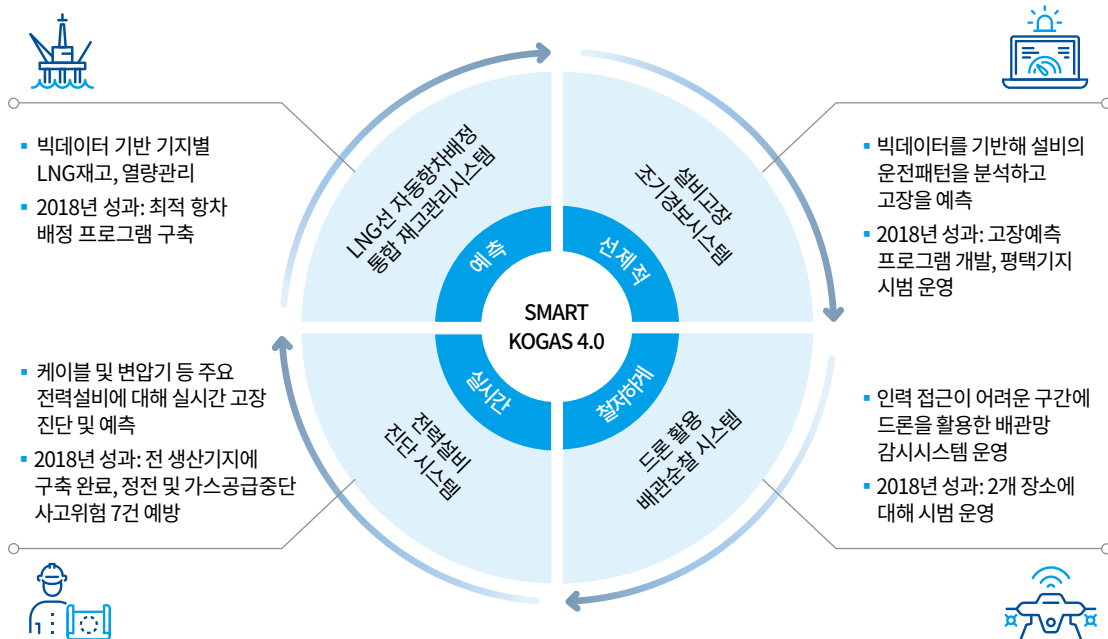 ▪ 빅데이터 기반 기지별
LNG재고, 열량관리
▪ 2018년 성과: 최적 항차
배정 프로그램 구축
LNG선 자동항차배정
통합 재고관리시스템
예측
설비고장
조기경보시스템
선제적
▪ 빅데이터를 기반해 설비의
운전패턴을 분석하고
고장을 예측
▪ 2018년 성과: 고장예측
프로그램 개발, 평택기지
시범 운영
SMART
KOGAS 4.0
▪ 케이블 및 변압기 등 주요
전력설비에 대해 실시간 고장
진단 및 예측
▪ 2018년 성과: 전 생산기지에
구축 완료, 정전 및 가스공급중단
사고위험 7건 예방
실시간
전력설비
진단 시스템
철저하게
드론 활용
배관순찰 시스템
▪ 인력 접근이 어려운 구간에
드론을 활용한 배관망
감시시스템 운영
▪ 2018년 성과: 2개 장소에
대해 시범 운영